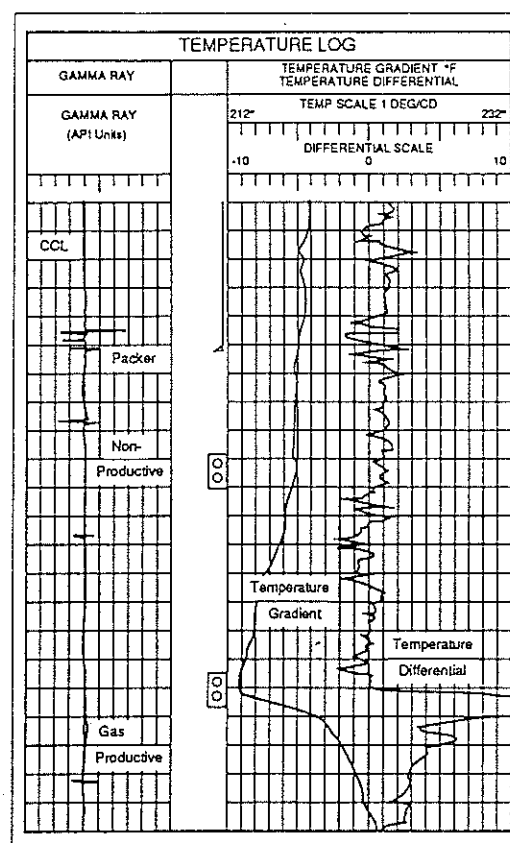 TEMPERATURE LOG
GAMMA RAY
TEMPERATURE GRADIENT °F
TEMPERATURE DIFFERENTIAL
GAMMA RAY
(API Units)
TEMP SCALE 1 DEG/CD
212° 232°
DIFFERENTIAL SCALE
-10 0 10
CCL
Packer
Non-
Productive
Temperature
Gradient
Temperature
Differential
Gas
Productive